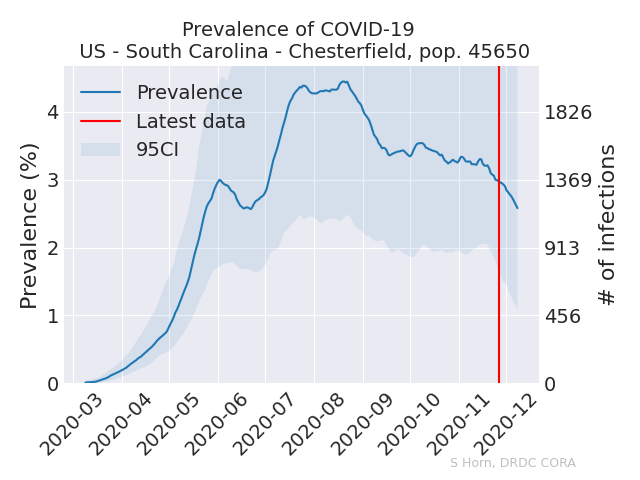 Prevalence of COVID-19
US - South Carolina - Chesterfield, pop. 45650
Prevalence
Latest data
95CI
Prevalence (%)
4
3
2
1
0
1826
1369
913
456
0
# of infections
2020-03
2020-04
2020-05
2020-06
2020-07
2020-08
2020-09
2020-10
2020-11
2020-12
S Horn, DRDC CORA